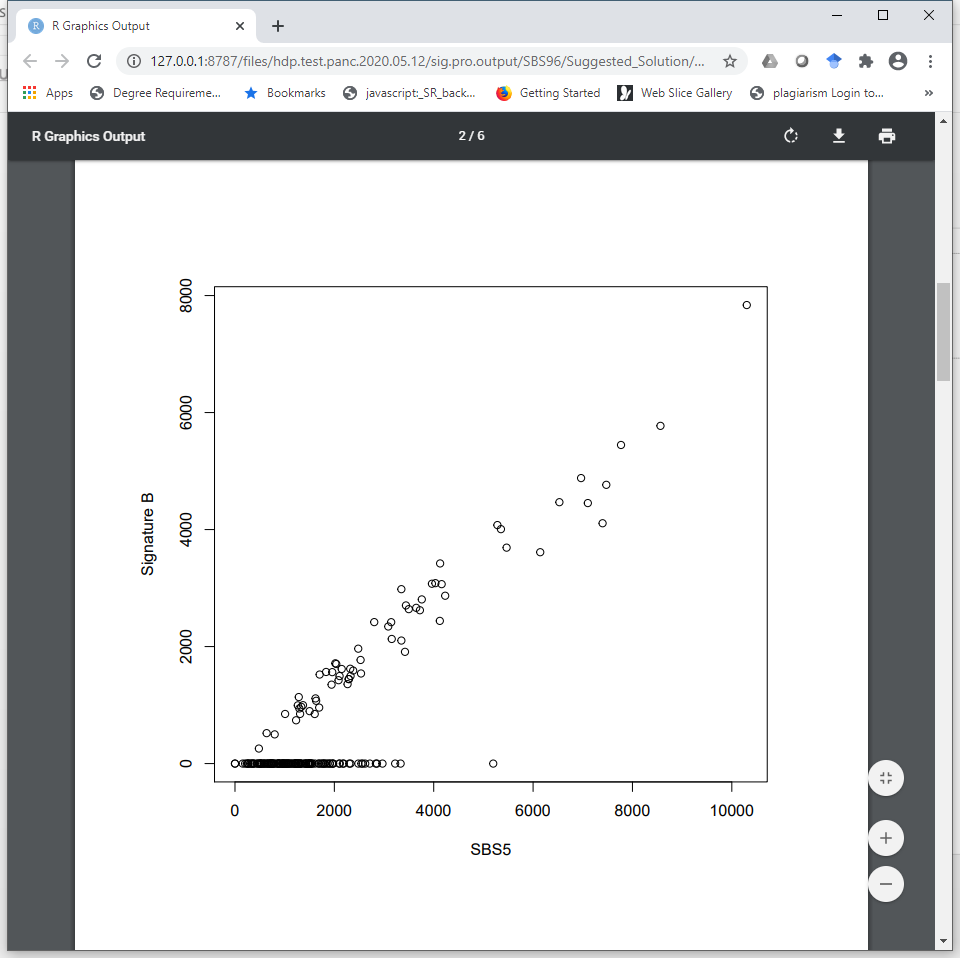 R Graphics Output
127.0.0.1:8787/files/hdp.test.panc.2020.05.12/sig.pro.output/SBS96/Suggested_Solution/...
Apps Degree Requireme... Bookmarks javascript:_SR_back... Getting Started Web Slice Gallery plagiarism Login to... »
R Graphics Output 2 / 6
8000
6000
4000
2000
0
Signature B
0 2000 4000 6000 8000 10000
SBS5